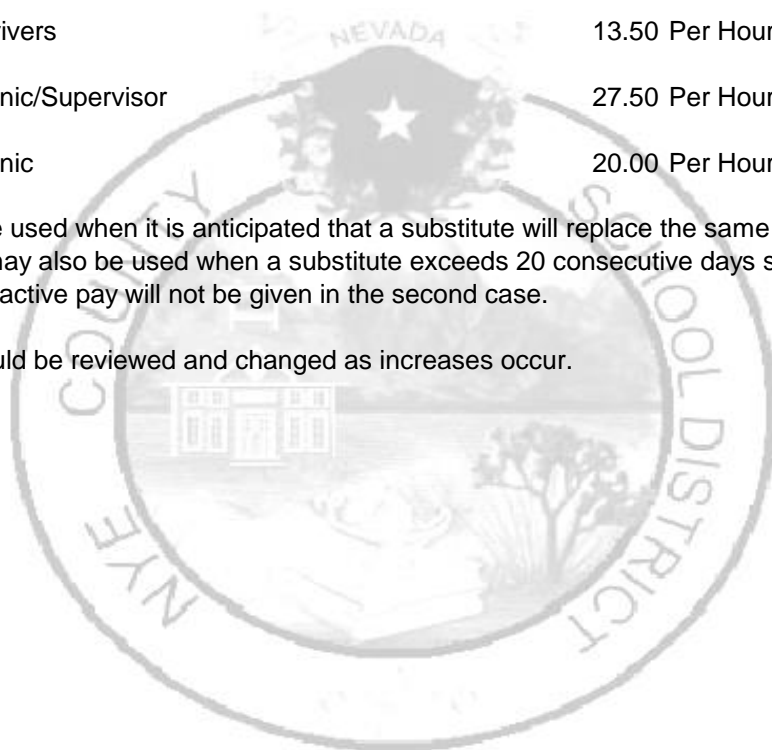 ivers 13.50 Per Hour
nic/Supervisor 27.50 Per Hour
nic 20.00 Per Hour
e used when it is anticipated that a substitute will replace the same
may also be used when a substitute exceeds 20 consecutive days s
active pay will not be given in the second case.
uld be reviewed and changed as increases occur.
NEVADA
NYE COUNTY SCHOOL DISTRICT